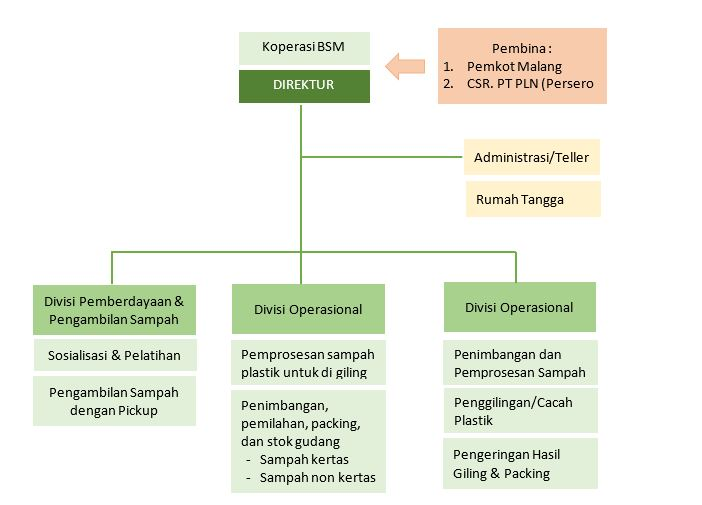 Koperasi BSM
DIREKTUR
Pembina :
1. Pemkot Malang
2. CSR. PT PLN (Persero
Administrasi/Teller
Rumah Tangga
Divisi Pemberdayaan &
Pengambilan Sampah
Sosialisasi & Pelatihan
Pengambilan Sampah
dengan Pickup
Divisi Operasional
Pemprosesan sampah
plastik untuk di giling
Penimbangan,
pemilahan, packing,
dan stok gudang
- Sampah kertas
- Sampah non kertas
Divisi Operasional
Penimbangan dan
Pemprosesan Sampah
Penggilingan/Cacah
Plastik
Pengeringan Hasil
Giling & Packing